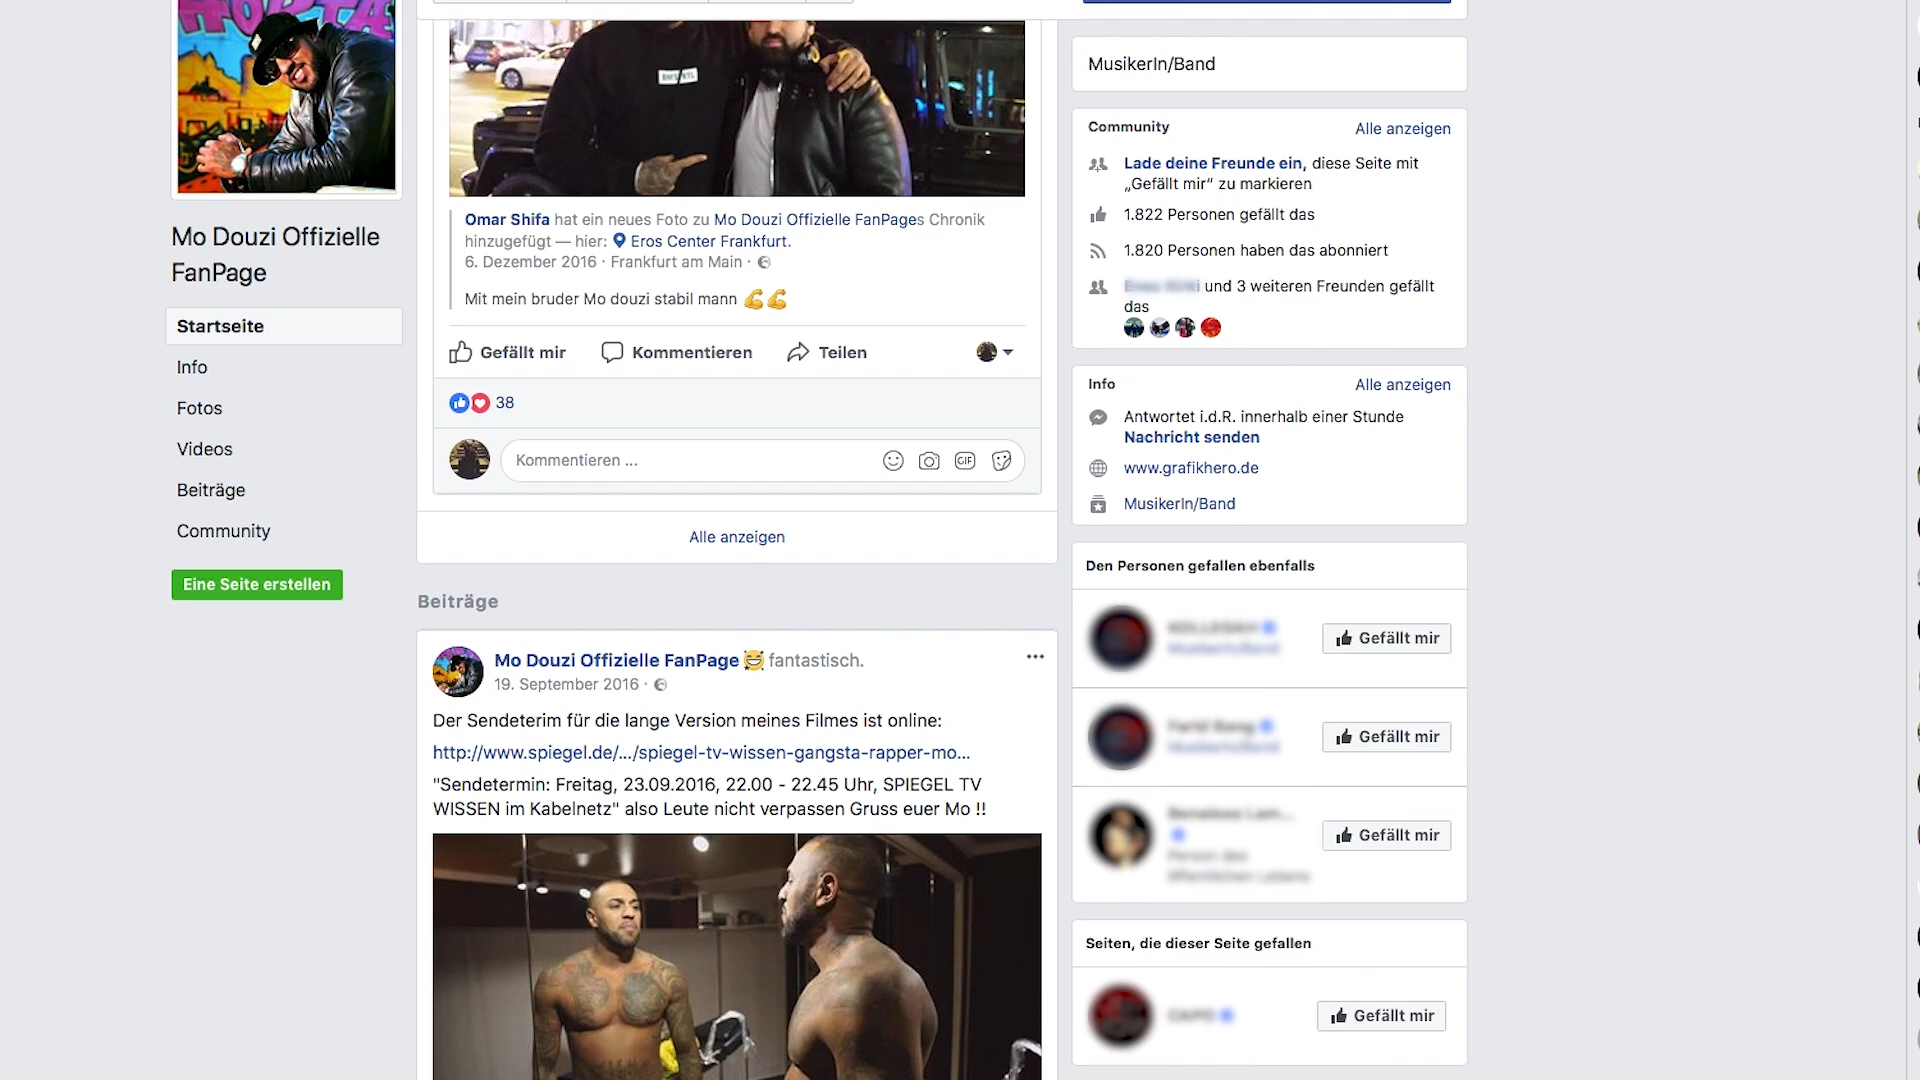 Mo Douzi Offizielle
FanPage
Startseite
Info
Fotos
Videos
Beiträge
Community
Eine Seite erstellen
Omar Shifa hat ein neues Foto zu Mo Douzi Offizielle FanPages Chronik
hinzugefügt — hier: Eros Center Frankfurt.
6. Dezember 2016 · Frankfurt am Main ·
Mit mein bruder Mo douzi stabil mann 💪💪
Gefällt mir Kommentieren Teilen
38
Kommentieren ... GIF
Alle anzeigen
Beiträge
Mo Douzi Offizielle FanPage 😆 fantastisch.
19. September 2016 ·
Der Sendeterim für die lange Version meines Filmes ist online:
http://www.spiegel.de/.../spiegel-tv-wissen-gangsta-rapper-mo...
"Sendetermin: Freitag, 23.09.2016, 22.00 - 22.45 Uhr, SPIEGEL TV
WISSEN im Kabelnetz" also Leute nicht verpassen Gruss euer Mo !!
MusikerIn/Band
Community Alle anzeigen
Lade deine Freunde ein, diese Seite mit
„Gefällt mir“ zu markieren
1.822 Personen gefällt das
1.820 Personen haben das abonniert
und 3 weiteren Freunden gefällt
das
Info Alle anzeigen
Antwortet i.d.R. innerhalb einer Stunde
Nachricht senden
www.grafikhero.de
MusikerIn/Band
Den Personen gefallen ebenfalls
Gefällt mir
Gefällt mir
Gefällt mir
Seiten, die dieser Seite gefallen
Gefällt mir